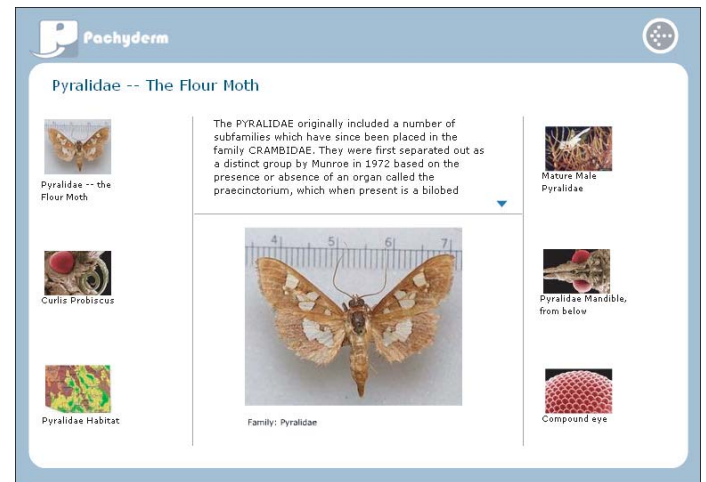 Pachyderm
Pyralidae -- The Flour Moth
Pyralidae -- the
Flour Moth
Curlis Probiscus
Pyralidae Habitat
The PYRALIDAE originally included a number of
subfamilies which have since been placed in the
family CRAMBIDAE. They were first separated out as
a distinct group by Munroe in 1972 based on the
presence or absence of an organ called the
praecinctorium, which when present is a bilobed
4 5 6 7
Family: Pyralidae
Mature Male
Pyralidae
Pyralidae Mandible,
from below
Compound eye